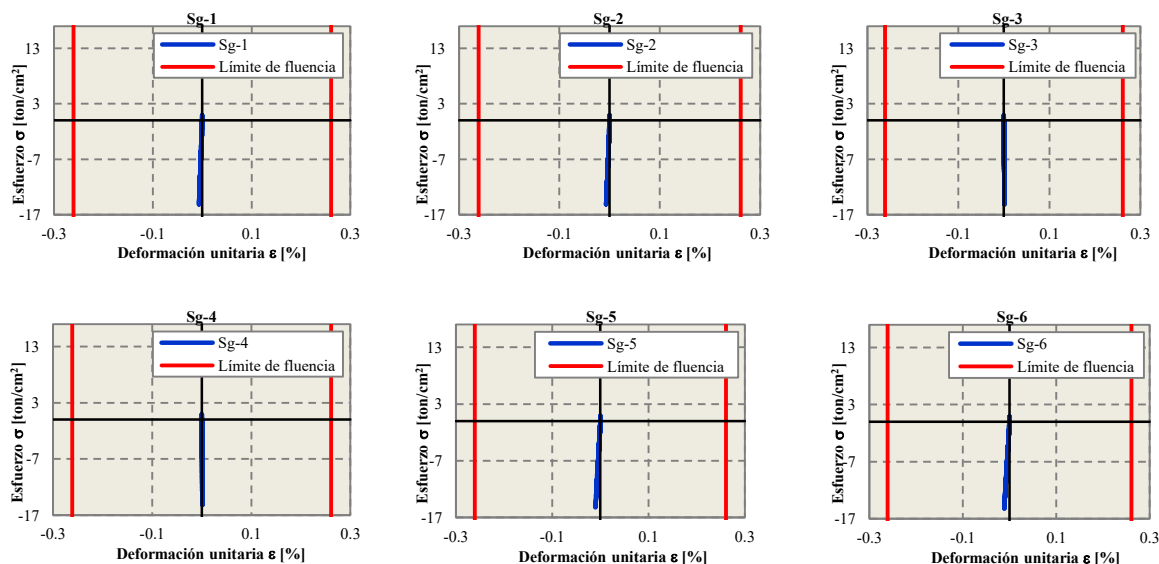 Sg-1
Esfuerzo σ [ton/cm²]
13
3
-7
-17
Sg-1
Límite de fluencia
-0.3
-0.1
0.1
0.3
Deformación unitaria ε [%]
Sg-2
Esfuerzo σ [ton/cm²]
13
3
-7
-17
Sg-2
Límite de fluencia
-0.3
-0.1
0.1
0.3
Deformación unitaria ε [%]
Sg-3
Esfuerzo σ [ton/cm²]
13
3
-7
-17
Sg-3
Límite de fluencia
-0.3
-0.1
0.1
0.3
Deformación unitaria ε [%]
Sg-4
Esfuerzo σ [ton/cm²]
13
3
-7
-17
Sg-4
Límite de fluencia
-0.3
-0.1
0.1
0.3
Deformación unitaria ε [%]
Sg-5
Esfuerzo σ [ton/cm²]
13
3
-7
-17
Sg-5
Límite de fluencia
-0.3
-0.1
0.1
0.3
Deformación unitaria ε [%]
Sg-6
Esfuerzo σ [ton/cm²]
13
3
-7
-17
Sg-6
Límite de fluencia
-0.3
-0.1
0.1
0.3
Deformación unitaria ε [%]